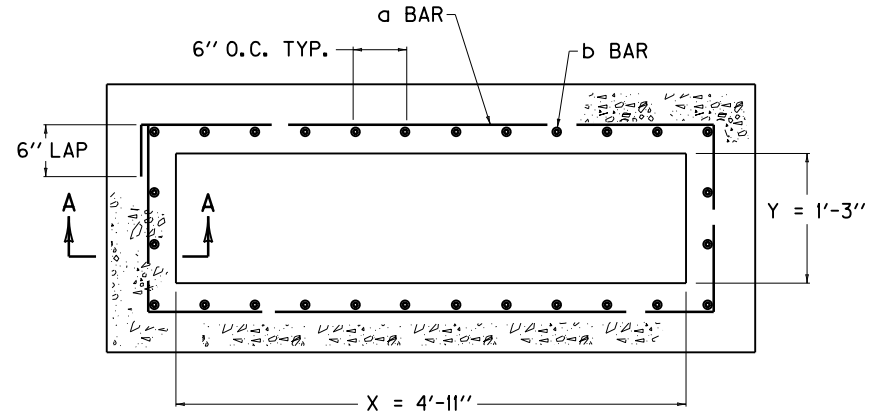 a BAR
6" O.C. TYP.
b BAR
6" LAP
A A
Y = 1'-3"
X = 4'-11"